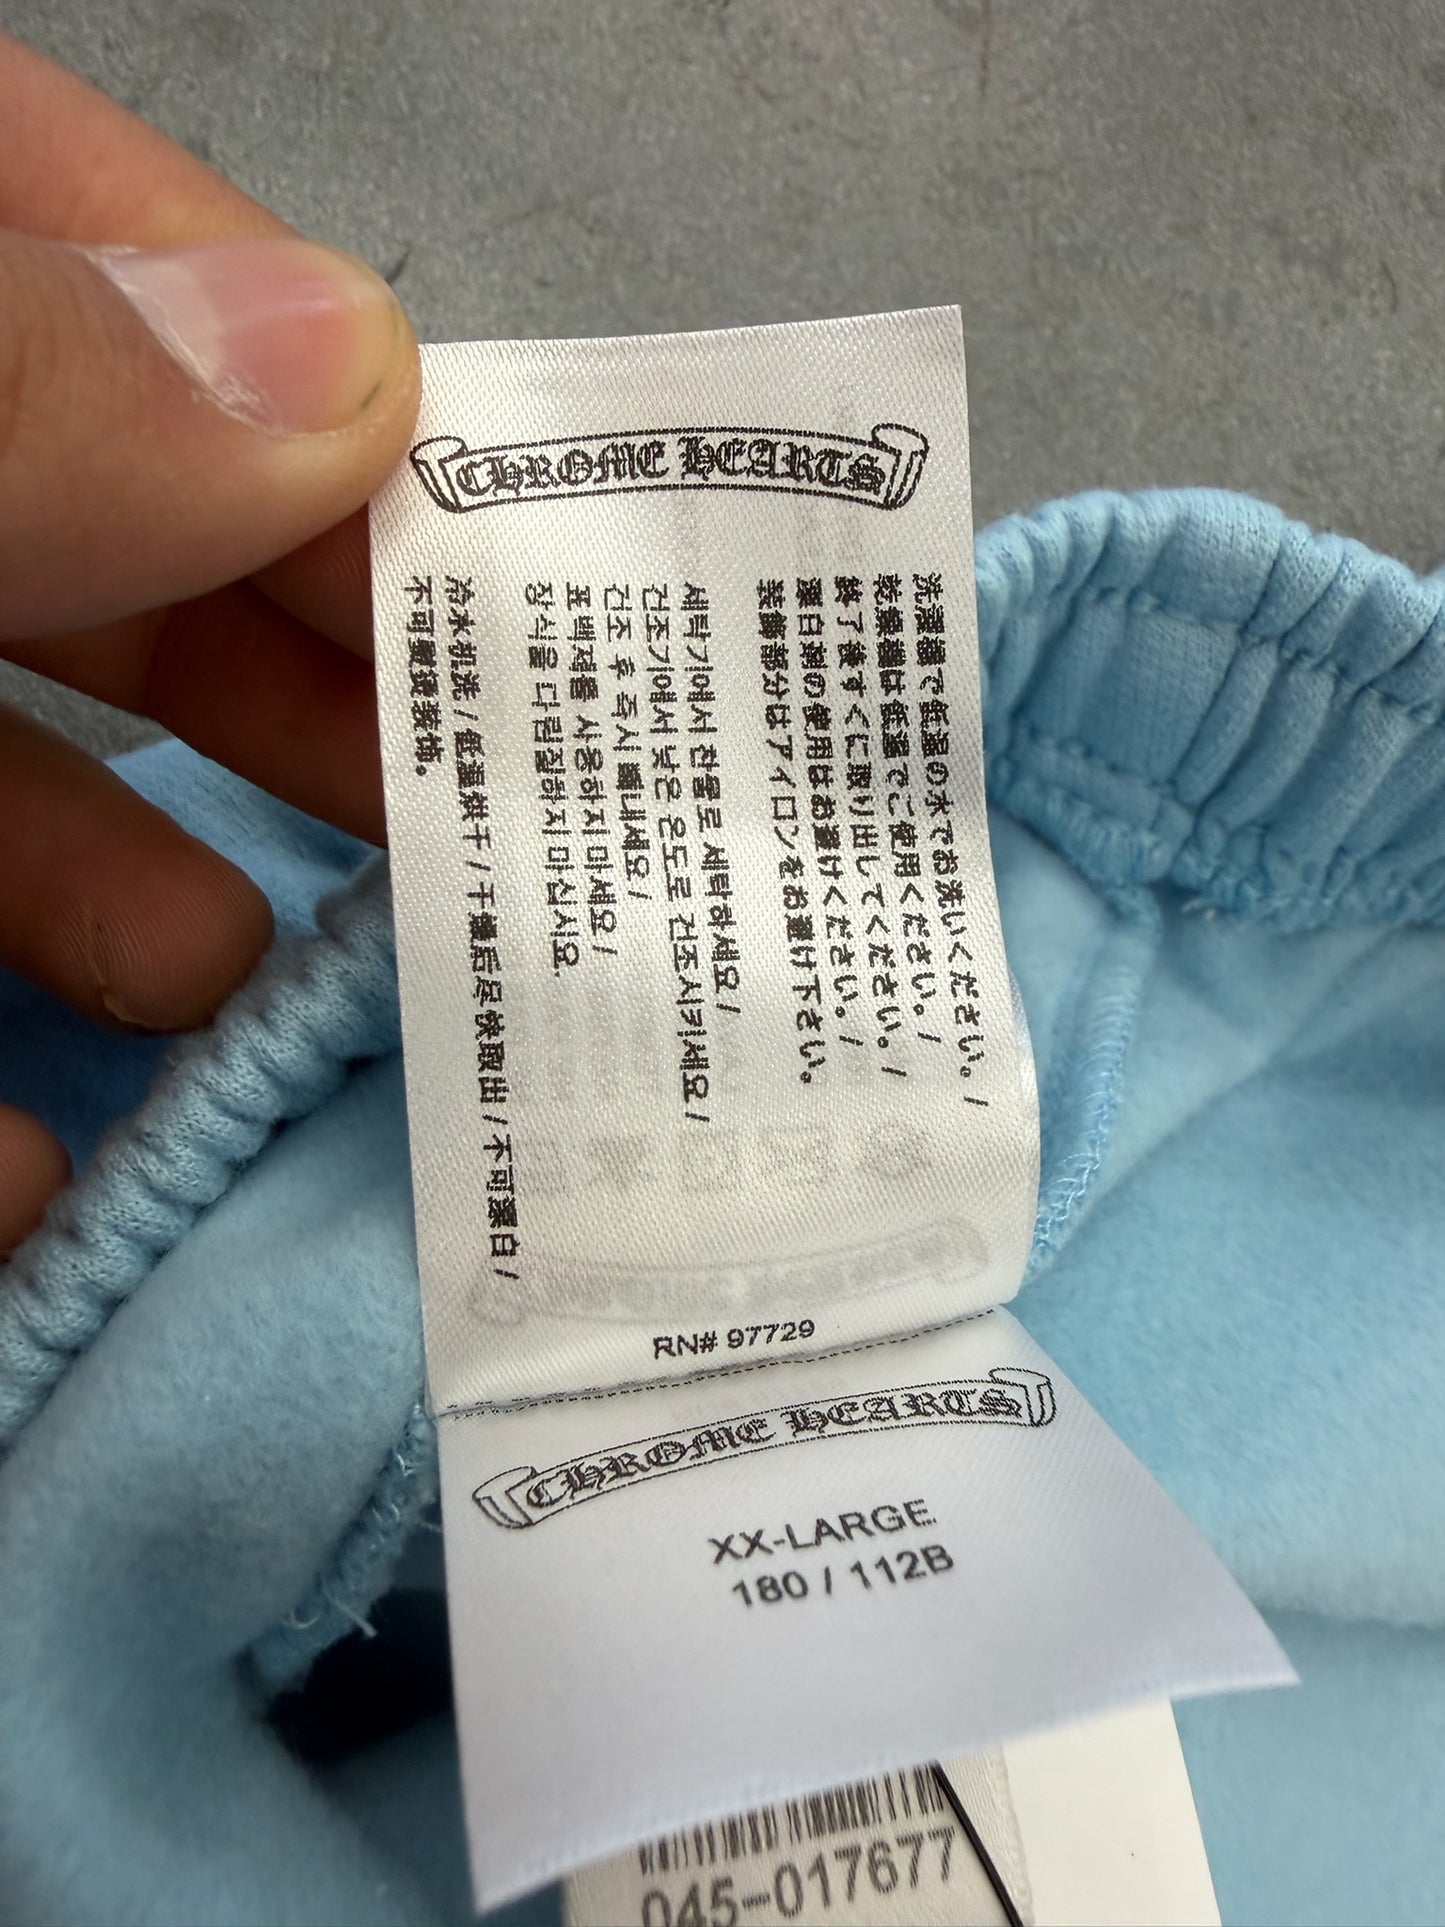 CHROME HEARTS
洗濯機で低温の水でお洗いください。/
乾燥機は低温でご使用ください。/
終了後すぐに取り出してください。/
漂白剤の使用はお避けください。/
装飾部分はアイロンをお避け下さい。
세탁기에서 찬물로 세탁하세요/
건조기에서 낮은 온도로 건조시키세요/
건조 후 즉시 빼내세요/
표백제를 사용하지 마세요/
장식을 다림질하지 마십시요.
冷水机洗/低温烘干/干燥后尽快取出/不可漂白/
不可熨烫装饰。
RN# 97729
CHROME HEARTS
XX-LARGE
180 / 112B
045-017677